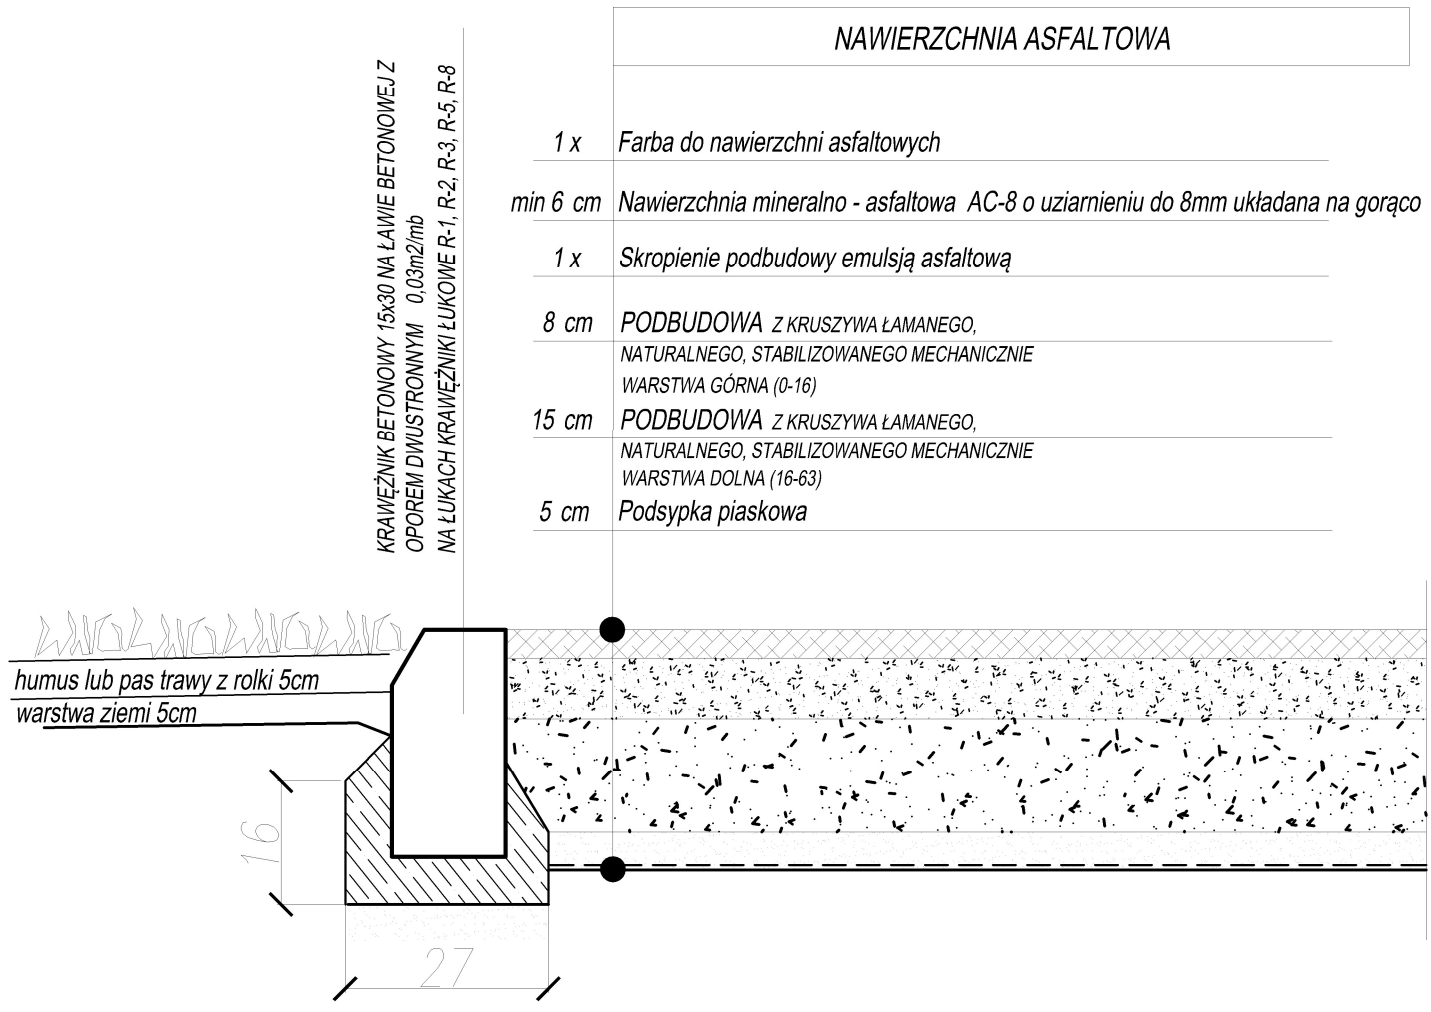 NAWIERZCHNIA ASFALTOWA
KRAWĘŻNIK BETONOWY 15x30 NA ŁAWIE BETONOWEJ Z
OPOREM DWUSTRONNYM 0,03m2/mb
NA ŁUKACH KRAWĘŻNIKI ŁUKOWE R-1, R-2, R-3, R-5, R-8
1 x Farba do nawierzchni asfaltowych
min 6 cm Nawierzchnia mineralno - asfaltowa AC-8 o uziarnieniu do 8mm układana na gorąco
1 x Skropienie podbudowy emulsją asfaltową
8 cm PODBUDOWA Z KRUSZYWA ŁAMANEGO,
NATURALNEGO, STABILIZOWANEGO MECHANICZNIE
WARSTWA GÓRNA (0-16)
15 cm PODBUDOWA Z KRUSZYWA ŁAMANEGO,
NATURALNEGO, STABILIZOWANEGO MECHANICZNIE
WARSTWA DOLNA (16-63)
5 cm Podsypka piaskowa
humus lub pas trawy z rolki 5cm
warstwa ziemi 5cm
16
27